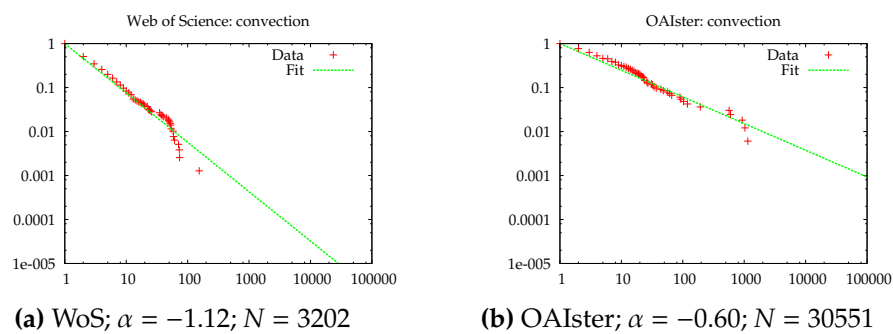 Web of Science: convection
1
0.1
0.01
0.001
0.0001
1e-005
1 10 100 1000 10000 100000
Data
Fit
(a) WoS; α = −1.12; N = 3202
OAIster: convection
1
0.1
0.01
0.001
0.0001
1e-005
1 10 100 1000 10000 100000
Data
Fit
(b) OAIster; α = −0.60; N = 30551